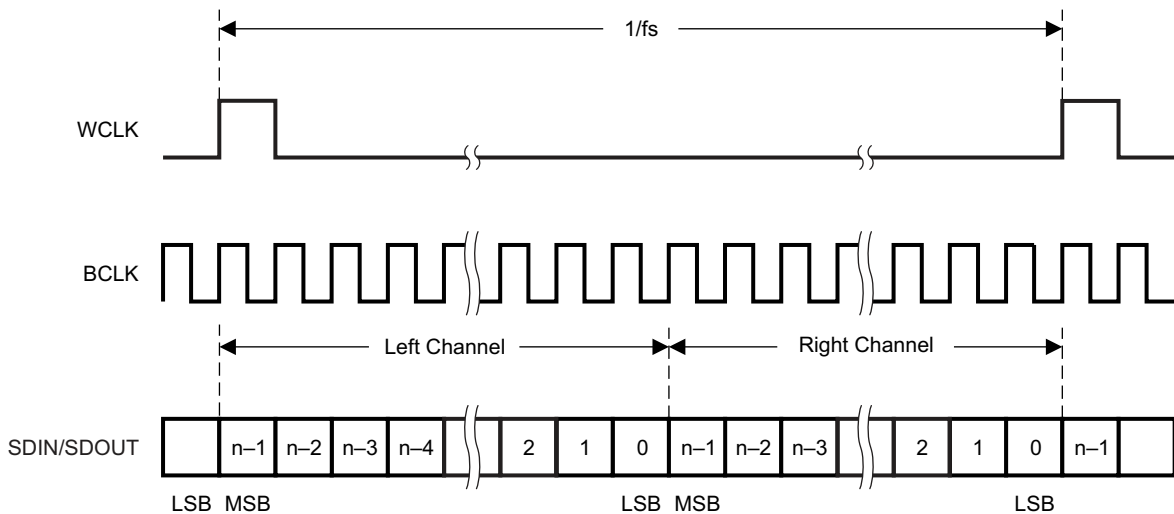 1/fs
WCLK
BCLK
Left Channel
Right Channel
SDIN/SDOUT
n–1 n–2 n–3 n–4 2 1 0 n–1 n–2 n–3 2 1 0 n–1
LSB MSB LSB MSB LSB